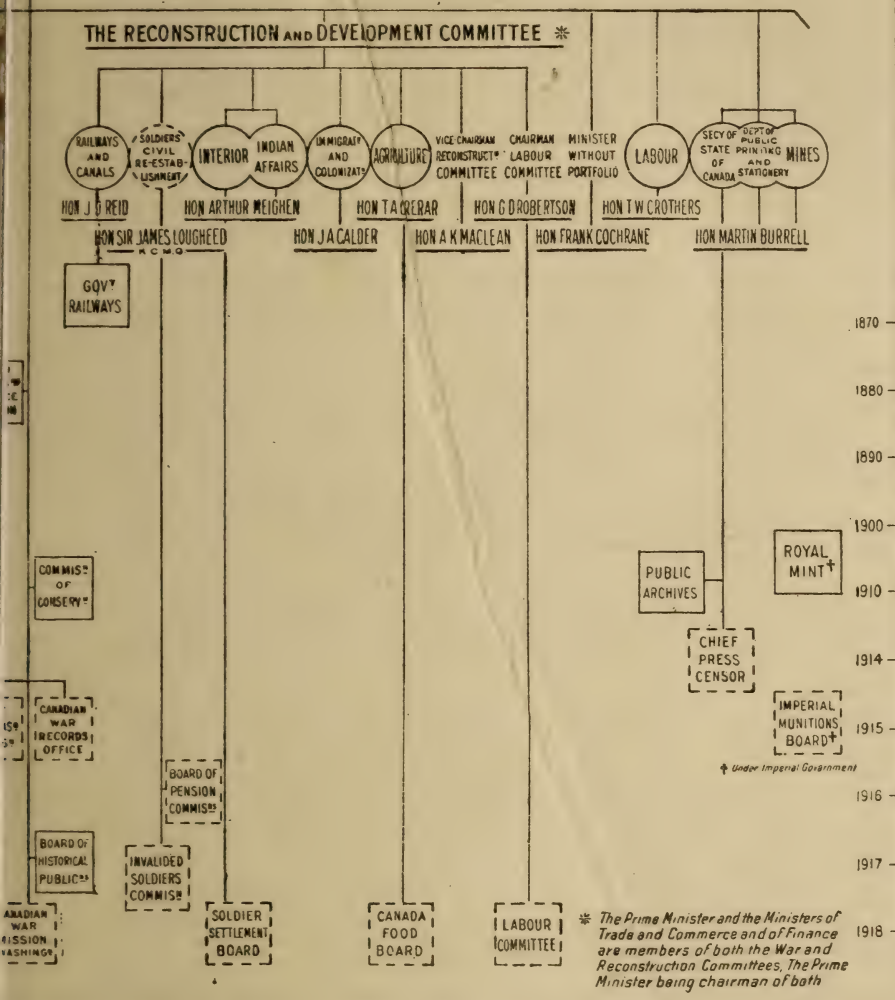 THE RECONSTRUCTION AND DEVELOPMENT COMMITTEE *
RAILWAYS
AND
CANALS
SOLDIERS'
CIVIL
RE-ESTAB-
LISHMENT
INTERIOR
INDIAN
AFFAIRS
IMMIGRATN
AND
COLONIZATN
AGRICULTURE
VICE CHAIRMAN
RECONSTRUCTN
COMMITTEE
CHAIRMAN
LABOUR
COMMITTEE
MINISTER
WITHOUT
PORTFOLIO
LABOUR
SECY OF
STATE
OF
CANADA
DEPT OF
PUBLIC
PRINTING
AND
STATIONERY
MINES
HON J D REID
HON ARTHUR MEIGHEN
HON T A CRERAR
HON G D ROBERTSON
HON T W CROTHERS
HON SIR JAMES LOUGHEED
K C M G
HON J A CALDER
HON A K MACLEAN
HON FRANK COCHRANE
HON MARTIN BURRELL
GOVT
RAILWAYS
1870
1880
1890
1900
1910
1914
1915
1916
1917
1918
COMMISN
OF
CONSERVN
PUBLIC
ARCHIVES
ROYAL
MINT†
CHIEF
PRESS
CENSOR
CANADIAN
WAR
RECORDS
OFFICE
IMPERIAL
MUNITIONS
BOARD†
† Under Imperial Government
BOARD OF
PENSION
COMMISRS
BOARD OF
HISTORICAL
PUBLICNS
INVALIDED
SOLDIERS
COMMISN
WAR
SOLDIER
SETTLEMENT
BOARD
CANADA
FOOD
BOARD
LABOUR
COMMITTEE
* The Prime Minister and the Ministers of
Trade and Commerce and of Finance
are members of both the War and
Reconstruction Committees, The Prime
Minister being chairman of both